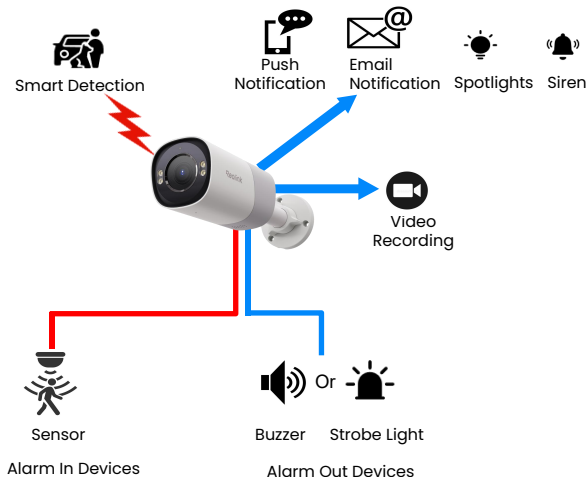 Smart Detection
Push
Notification
Email
Notification
Spotlights
Siren
Reolink
Video
Recording
Or
Sensor
Buzzer
Strobe Light
Alarm In Devices
Alarm Out Devices